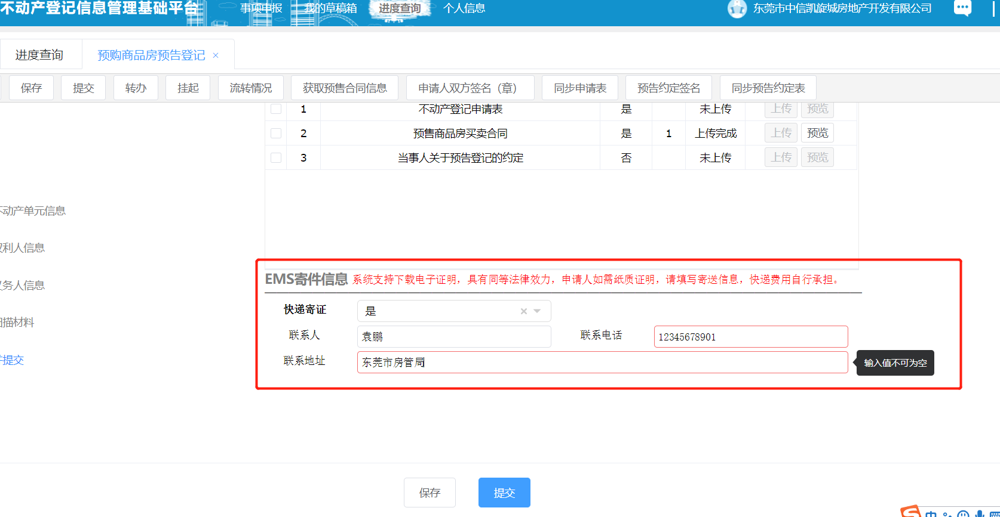 不动产登记信息管理基础平台 事项申报 我的草稿箱 进度查询 个人信息 东莞市中信凯旋城房地产开发有限公司
进度查询 预购商品房预告登记 ×
保存 提交 转办 挂起 流转情况 获取预售合同信息 申请人双方签名（章） 同步申请表 预告约定签名 同步预告约定表
1 不动产登记申请表 是 未上传 上传 预览
2 预售商品房买卖合同 是 1 上传完成 上传 预览
3 当事人关于预告登记的约定 否 未上传 上传 预览
动产单元信息
利人信息
务人信息
描材料
提交
EMS寄件信息 系统支持下载电子证明，具有同等法律效力，申请人如需纸质证明，请填写寄送信息，快递费用自行承担。
快递寄证 是 ×
联系人 袁鹏 联系电话 12345678901
联系地址 东莞市房管局 输入值不可为空
保存 提交
中